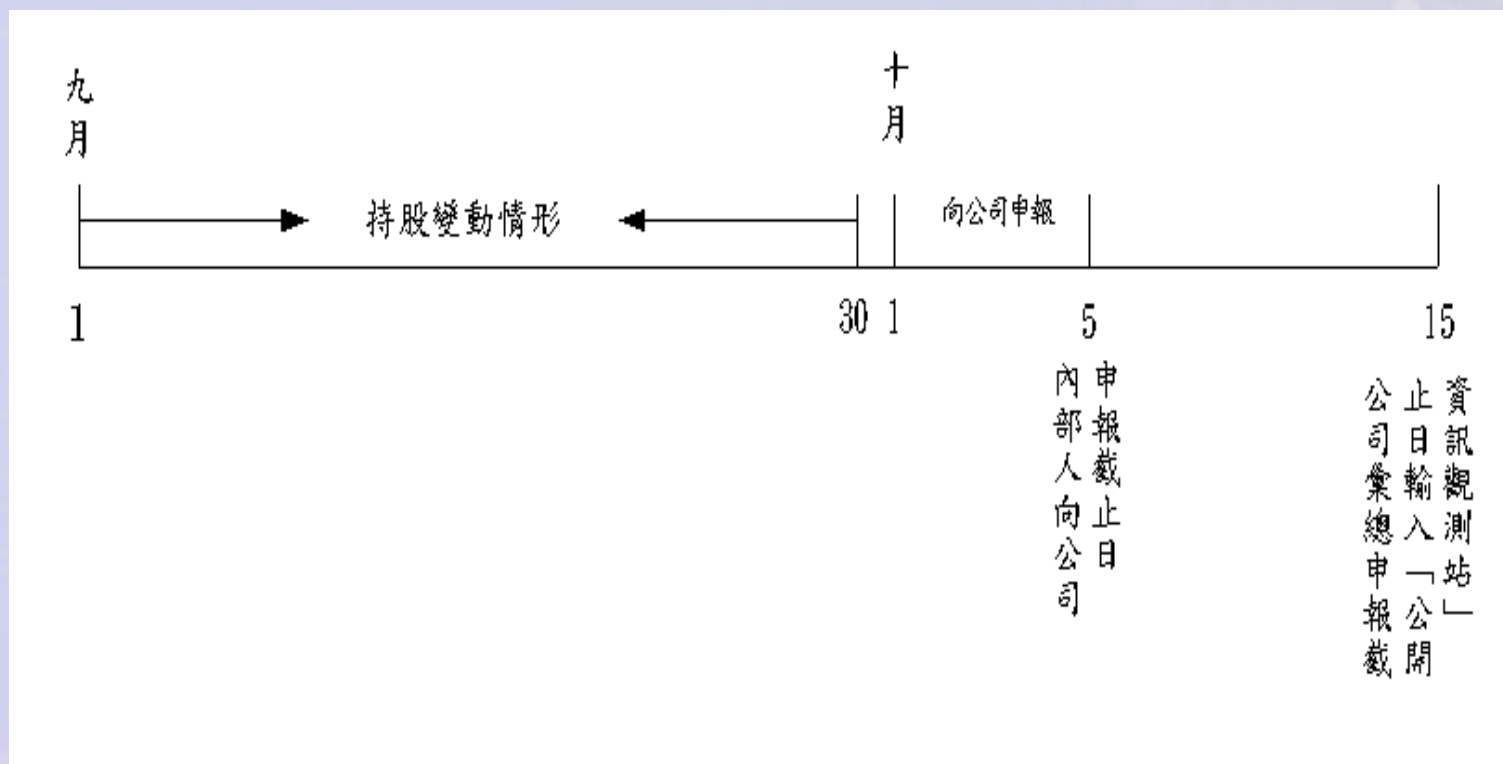 九月
十月
持股變動情形
向公司申報
1
30
1
5
15
內部人向公司
申報截止日
公司彙總申報截
止日輸入「公開
資訊觀測站」